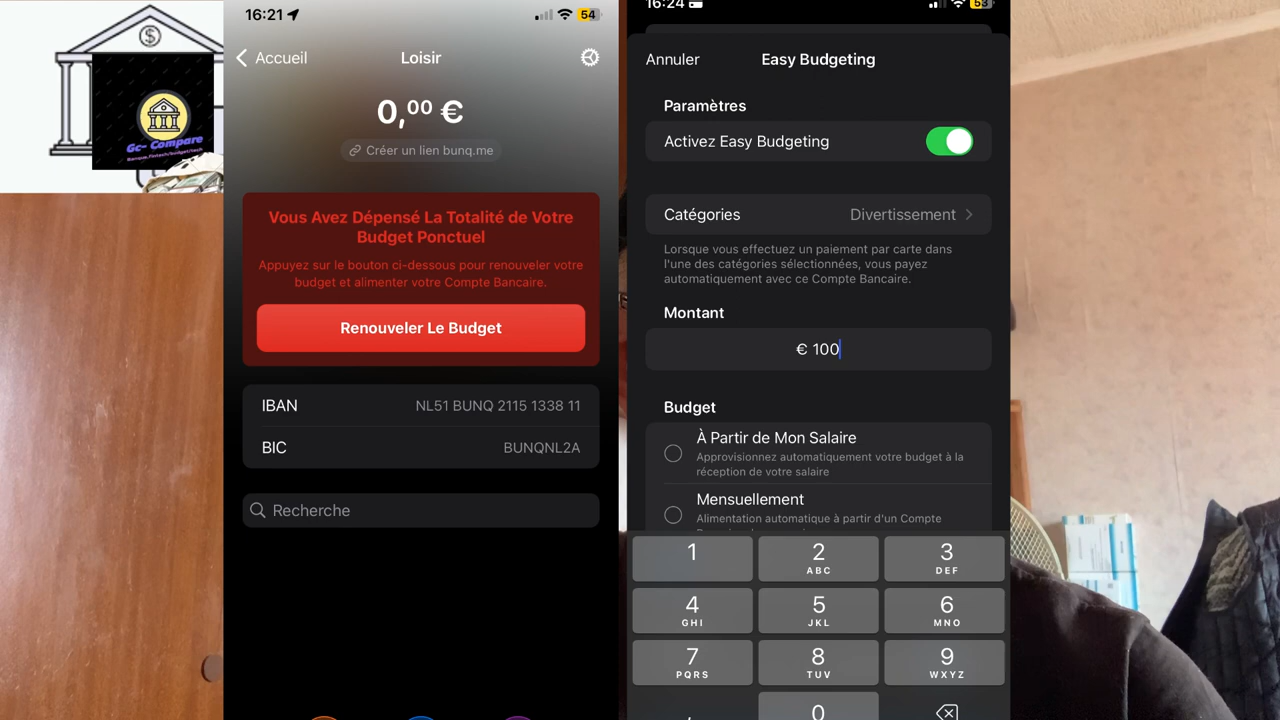 $
Gc- Compare
Banque/fintech/budget/tech
16:21
54
Accueil
Loisir
0,00 €
Créer un lien bunq.me
Vous Avez Dépensé La Totalité de Votre
Budget Ponctuel
Appuyez sur le bouton ci-dessous pour renouveler votre
budget et alimenter votre Compte Bancaire.
Renouveler Le Budget
IBAN
NL51 BUNQ 2115 1338 11
BIC
BUNQNL2A
Recherche
16:24
53
Annuler
Easy Budgeting
Paramètres
Activez Easy Budgeting
Catégories
Divertissement
Lorsque vous effectuez un paiement par carte dans
l'une des catégories sélectionnées, vous payez
automatiquement avec ce Compte Bancaire.
Montant
€ 100
Budget
À Partir de Mon Salaire
Approvisionnez automatiquement votre budget à la
réception de votre salaire
Mensuellement
Alimentation automatique à partir d'un Compte
1
2
ABC
3
DEF
4
GHI
5
JKL
6
MNO
7
PQRS
8
TUV
9
WXYZ
,
0